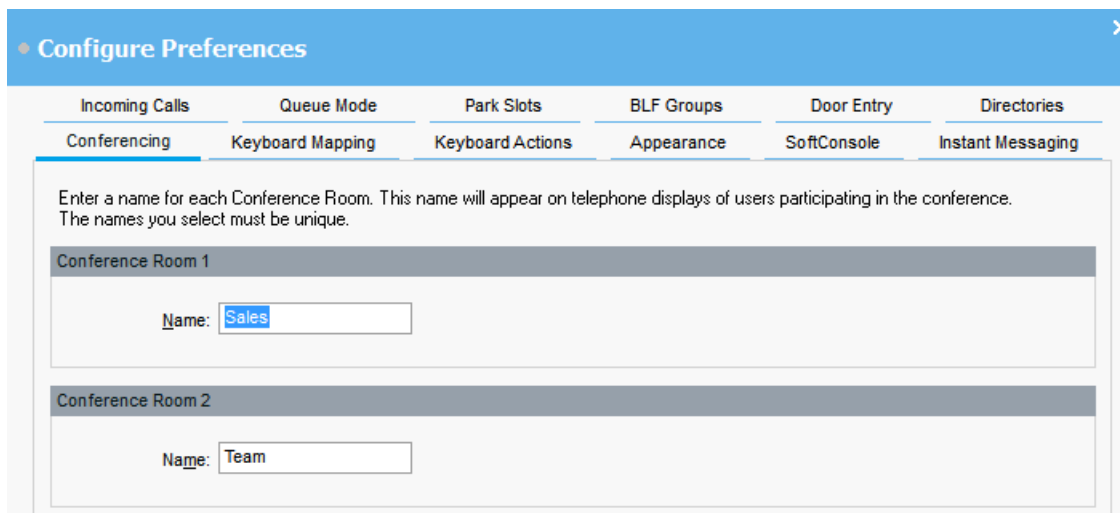 Configure Preferences
Incoming Calls Queue Mode Park Slots BLF Groups Door Entry Directories
Conferencing Keyboard Mapping Keyboard Actions Appearance SoftConsole Instant Messaging
Enter a name for each Conference Room. This name will appear on telephone displays of users participating in the conference.
The names you select must be unique.
Conference Room 1
Name: Sales
Conference Room 2
Name: Team